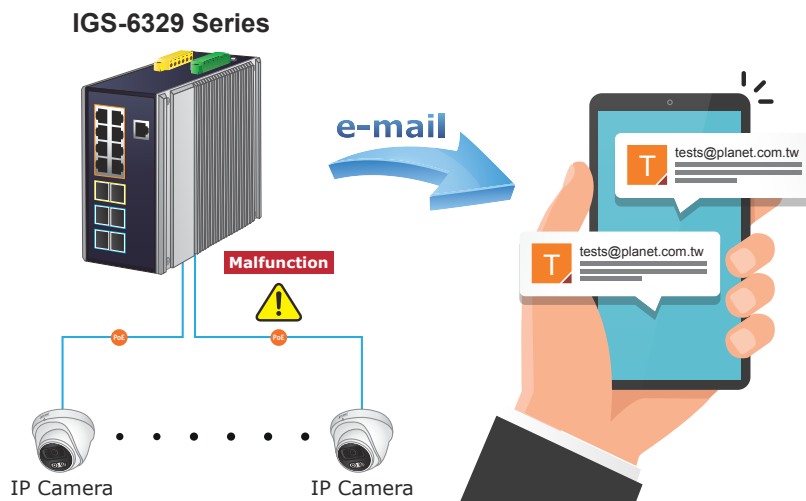 IGS-6329 Series
e-mail
T
tests@planet.com.tw
T
tests@planet.com.tw
Malfunction
PoE
PoE
IP Camera
IP Camera